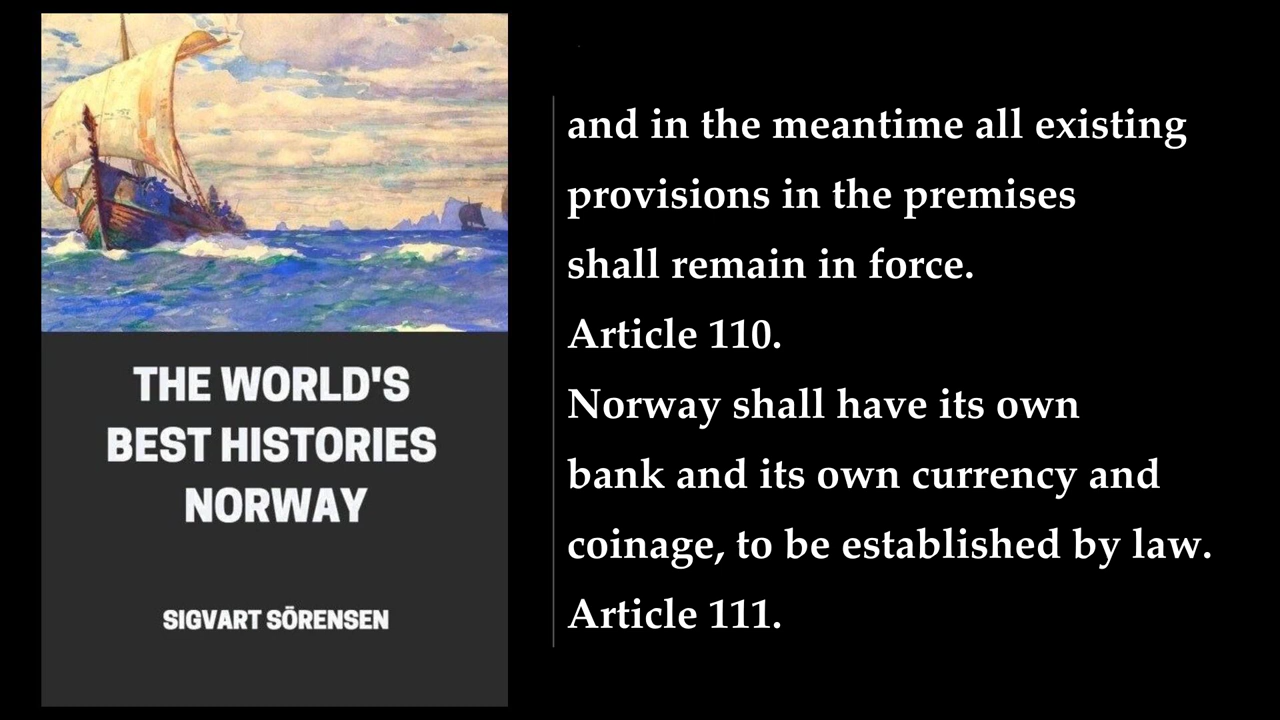 THE WORLD'S
BEST HISTORIES
NORWAY
SIGVART SÖRENSEN
and in the meantime all existing
provisions in the premises
shall remain in force.
Article 110.
Norway shall have its own
bank and its own currency and
coinage, to be established by law.
Article 111.